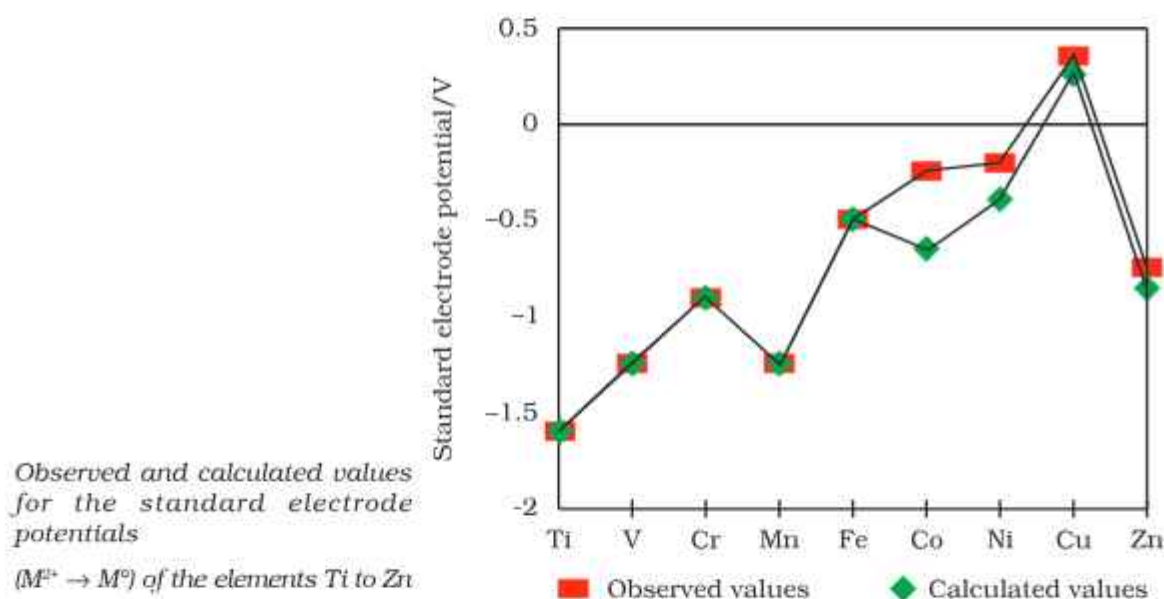 0.5
0
–0.5
–1
–1.5
-2
Standard electrode potential/V
Ti V Cr Mn Fe Co Ni Cu Zn
Observed values Calculated values
Observed and calculated values
for the standard electrode
potentials
(M²⁺ → M⁰) of the elements Ti to Zn